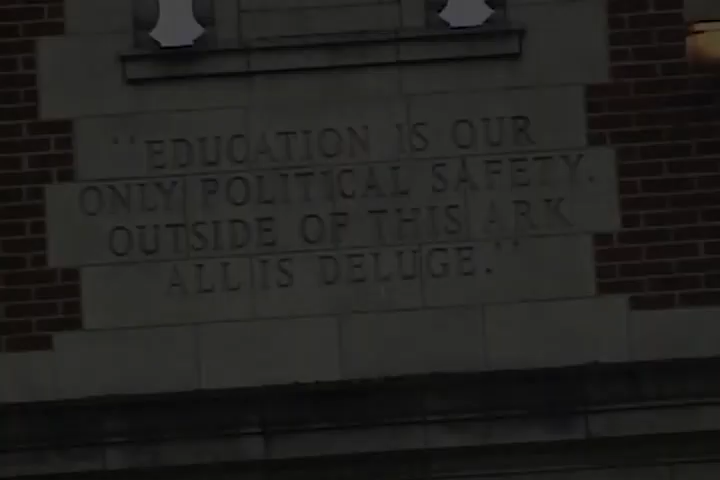 "EDUCATION IS OUR
ONLY POLITICAL SAFETY.
OUTSIDE OF THIS ARK
ALL IS DELUGE."